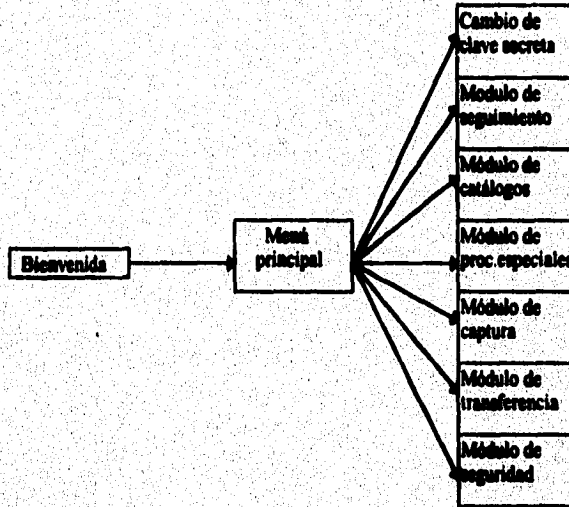 Bienvenida
Menú
principal
Cambio de
clave secreta
Modulo de
seguimiento
Módulo de
catálogos
Módulo de
proc.especiales
Módulo de
captura
Módulo de
transferencia
Módulo de
seguridad